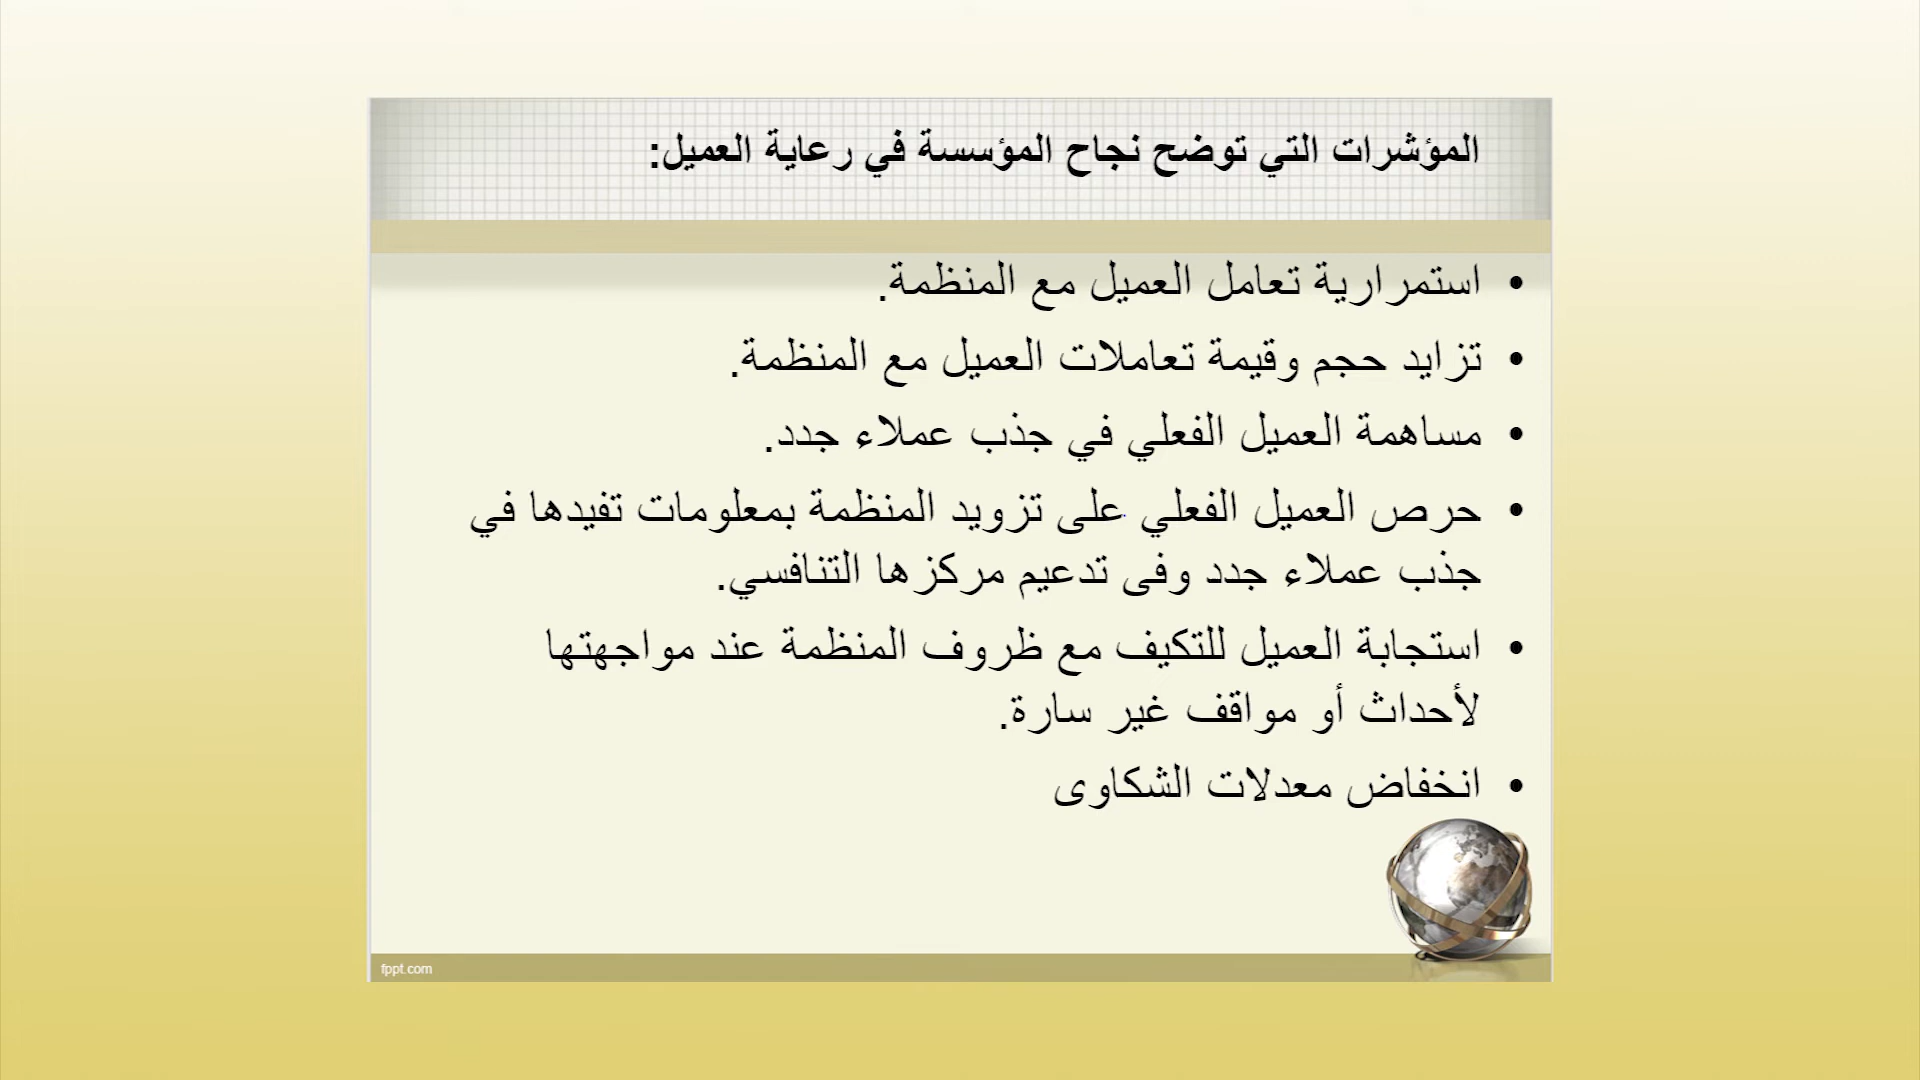 المؤشرات التي توضح نجاح المؤسسة في رعاية العميل:
• استمرارية تعامل العميل مع المنظمة.
• تزايد حجم وقيمة تعاملات العميل مع المنظمة.
• مساهمة العميل الفعلي في جذب عملاء جدد.
• حرص العميل الفعلي على تزويد المنظمة بمعلومات تفيدها في
جذب عملاء جدد وفى تدعيم مركزها التنافسي.
• استجابة العميل للتكيف مع ظروف المنظمة عند مواجهتها
لأحداث أو مواقف غير سارة.
• انخفاض معدلات الشكاوى
fppt.com